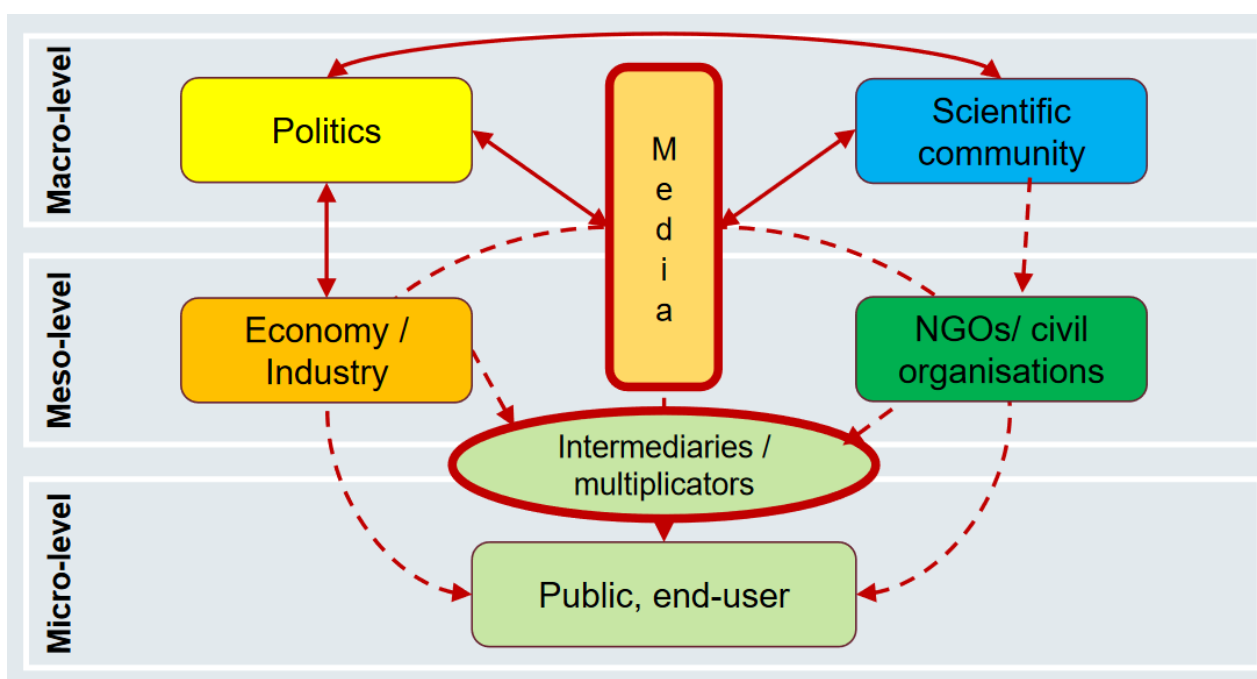 Macro-level
Politics
Media
Scientific
community
Meso-level
Economy /
Industry
NGOs/ civil
organisations
Intermediaries /
multiplicators
Micro-level
Public, end-user